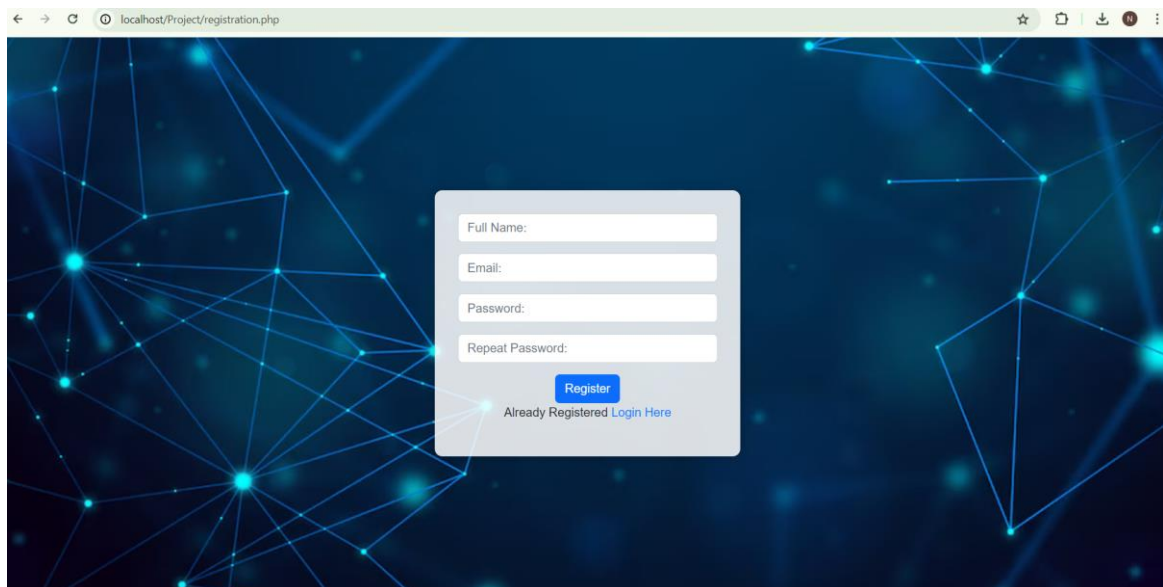 localhost/Project/registration.php
N
Full Name:
Email:
Password:
Repeat Password:
Register
Already Registered Login Here